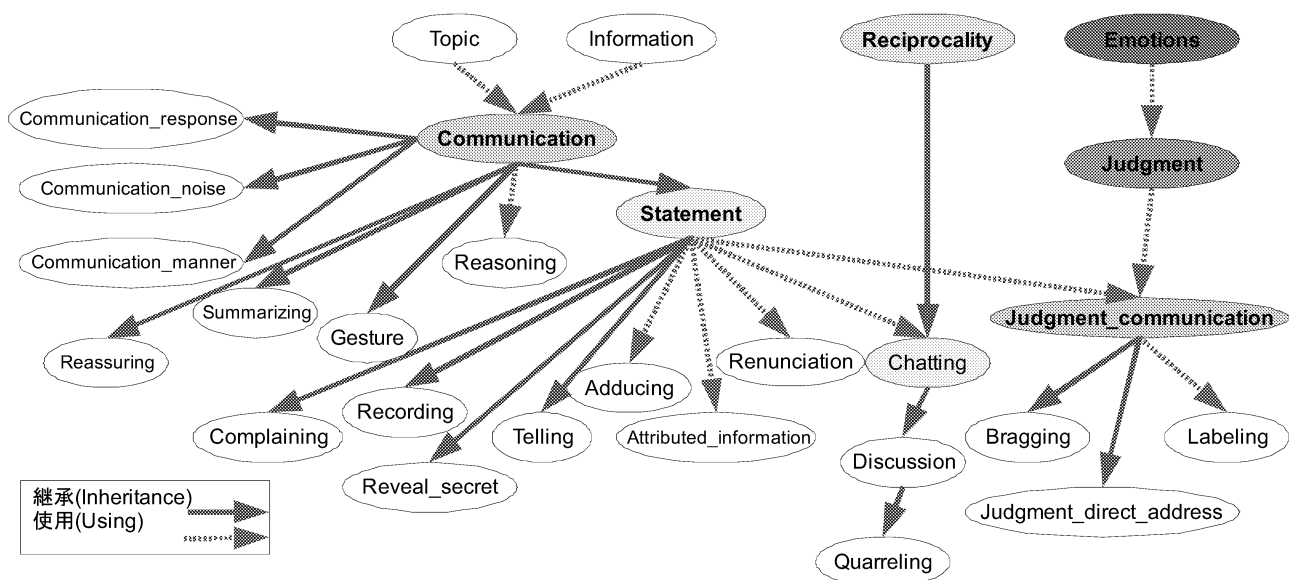 Topic
Information
Reciprocality
Emotions
Communication_response
Communication
Judgment
Communication_noise
Statement
Communication_manner
Reasoning
Summarizing
Judgment_communication
Gesture
Reassuring
Renunciation
Chatting
Adducing
Recording
Complaining
Telling
Attributed_information
Bragging
Labeling
Discussion
Reveal_secret
継承(Inheritance)
使用(Using)
Judgment_direct_address
Quarreling